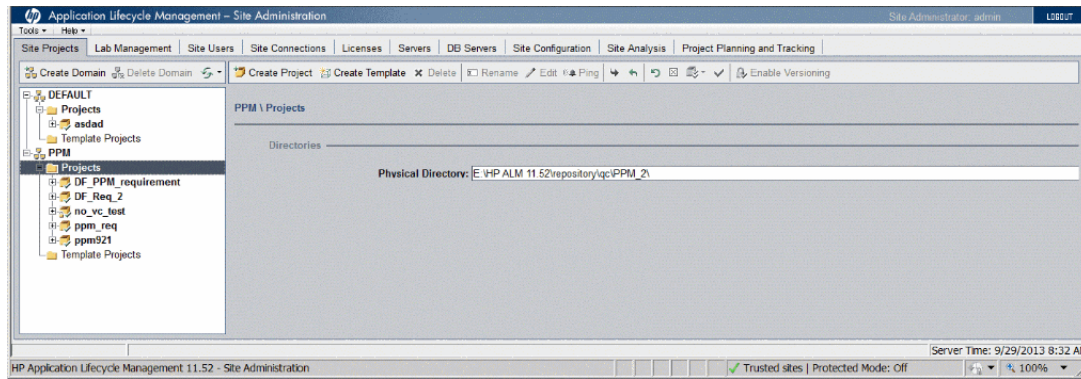 hp Application Lifecycle Management – Site Administration Site Administrator: admin LOGOUT
Tools Help
Site Projects Lab Management Site Users Site Connections Licenses Servers DB Servers Site Configuration Site Analysis Project Planning and Tracking
Create Domain Delete Domain Create Project Create Template Delete Rename Edit Ping Enable Versioning
DEFAULT
Projects
asdad
Template Projects
PPM
Projects
DF_PPM_requirement
DF_Req_2
no_vc_test
ppm_req
ppm921
Template Projects
PPM \ Projects
Directories
Physical Directory: E:\HP ALM 11.52\repository\qc\PPM_2\
Server Time: 9/29/2013 8:32 A
HP Application Lifecycle Management 11.52 - Site Administration Trusted sites | Protected Mode: Off 100%